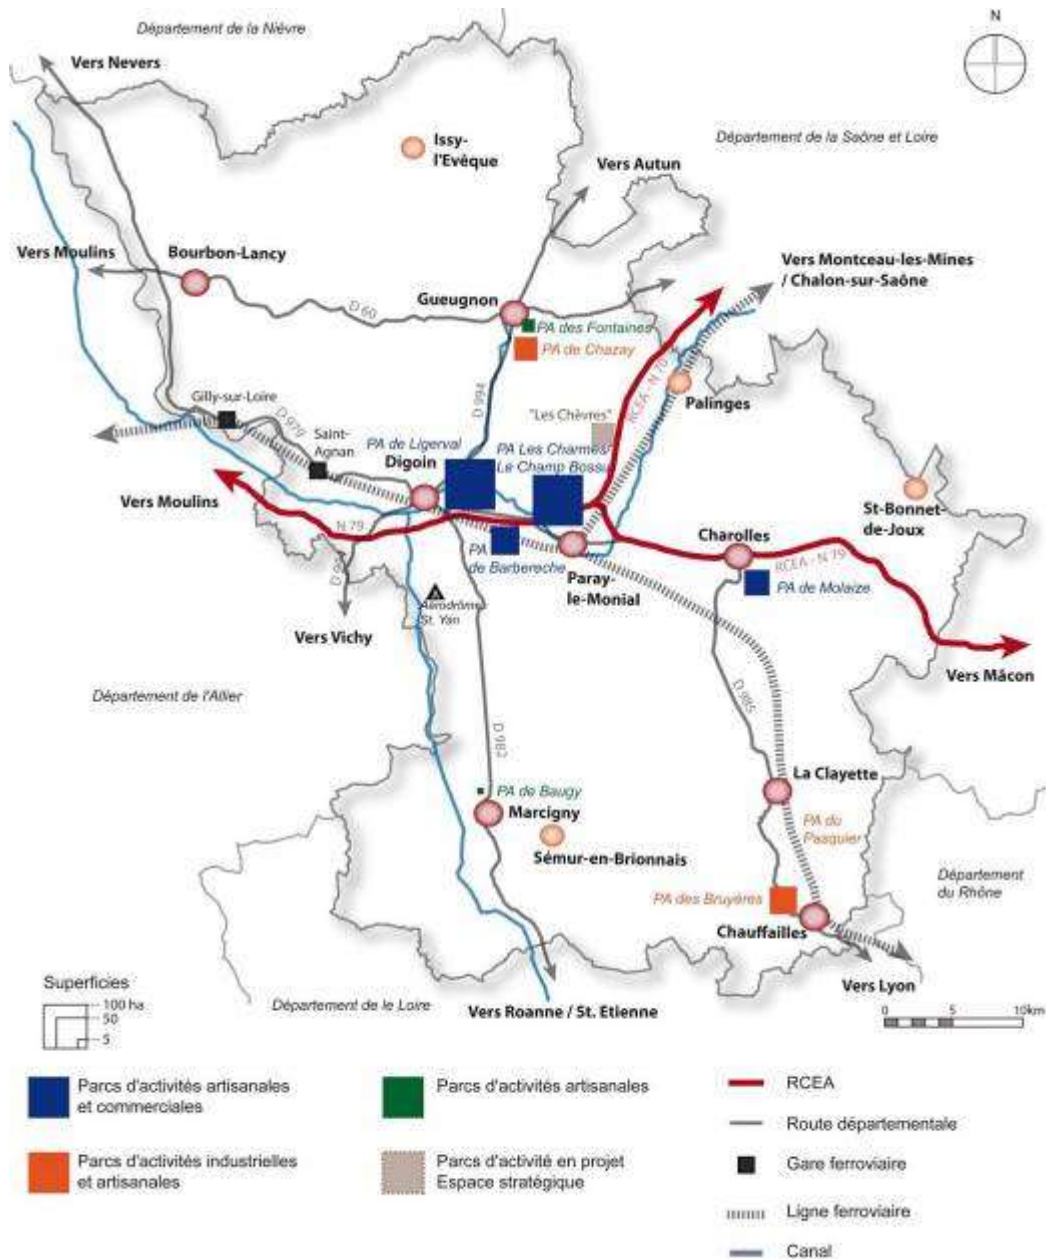 Département de la Nièvre
N
Vers Nevers
Issy-
l'Evêque
Département de la Saône et Loire
Vers Autun
Vers Moulins
Bourbon-Lancy
Vers Montceau-les-Mines
/ Chalon-sur-Saône
Gueugnon
D 60
PA des Fontaines
PA de Chazay
RCEA - N 70
D 994
Palinges
Gilly-sur-Loire
D 979
"Les Chèvres"
Saint-
Agnan
PA de Ligerval
Digoin
PA Les Charmes
Le Champ Bossu
Vers Moulins
St-Bonnet-
de-Joux
N 79
Charolles
RCEA - N 79
PA
de Barbereche
Paray-
le-Monial
PA de Molaize
Aérodrômes
St. Yan
Vers Vichy
Vers Mâcon
Département de l'Allier
D 985
D 982
La Clayette
PA de Baugy
Marcigny
PA du
Pasquier
Sémur-en-Brionnais
Département
du Rhône
PA des Bruyères
Chauffailles
Vers Lyon
Superficies
100 ha
50
5
Département de le Loire
Vers Roanne / St. Etienne
0 5 10km
Parcs d'activités artisanales
et commerciales
Parcs d'activités artisanales
RCEA
Route départementale
Parcs d'activités industrielles
et artisanales
Parcs d'activité en projet
Espace stratégique
Gare ferroviaire
Ligne ferroviaire
Canal